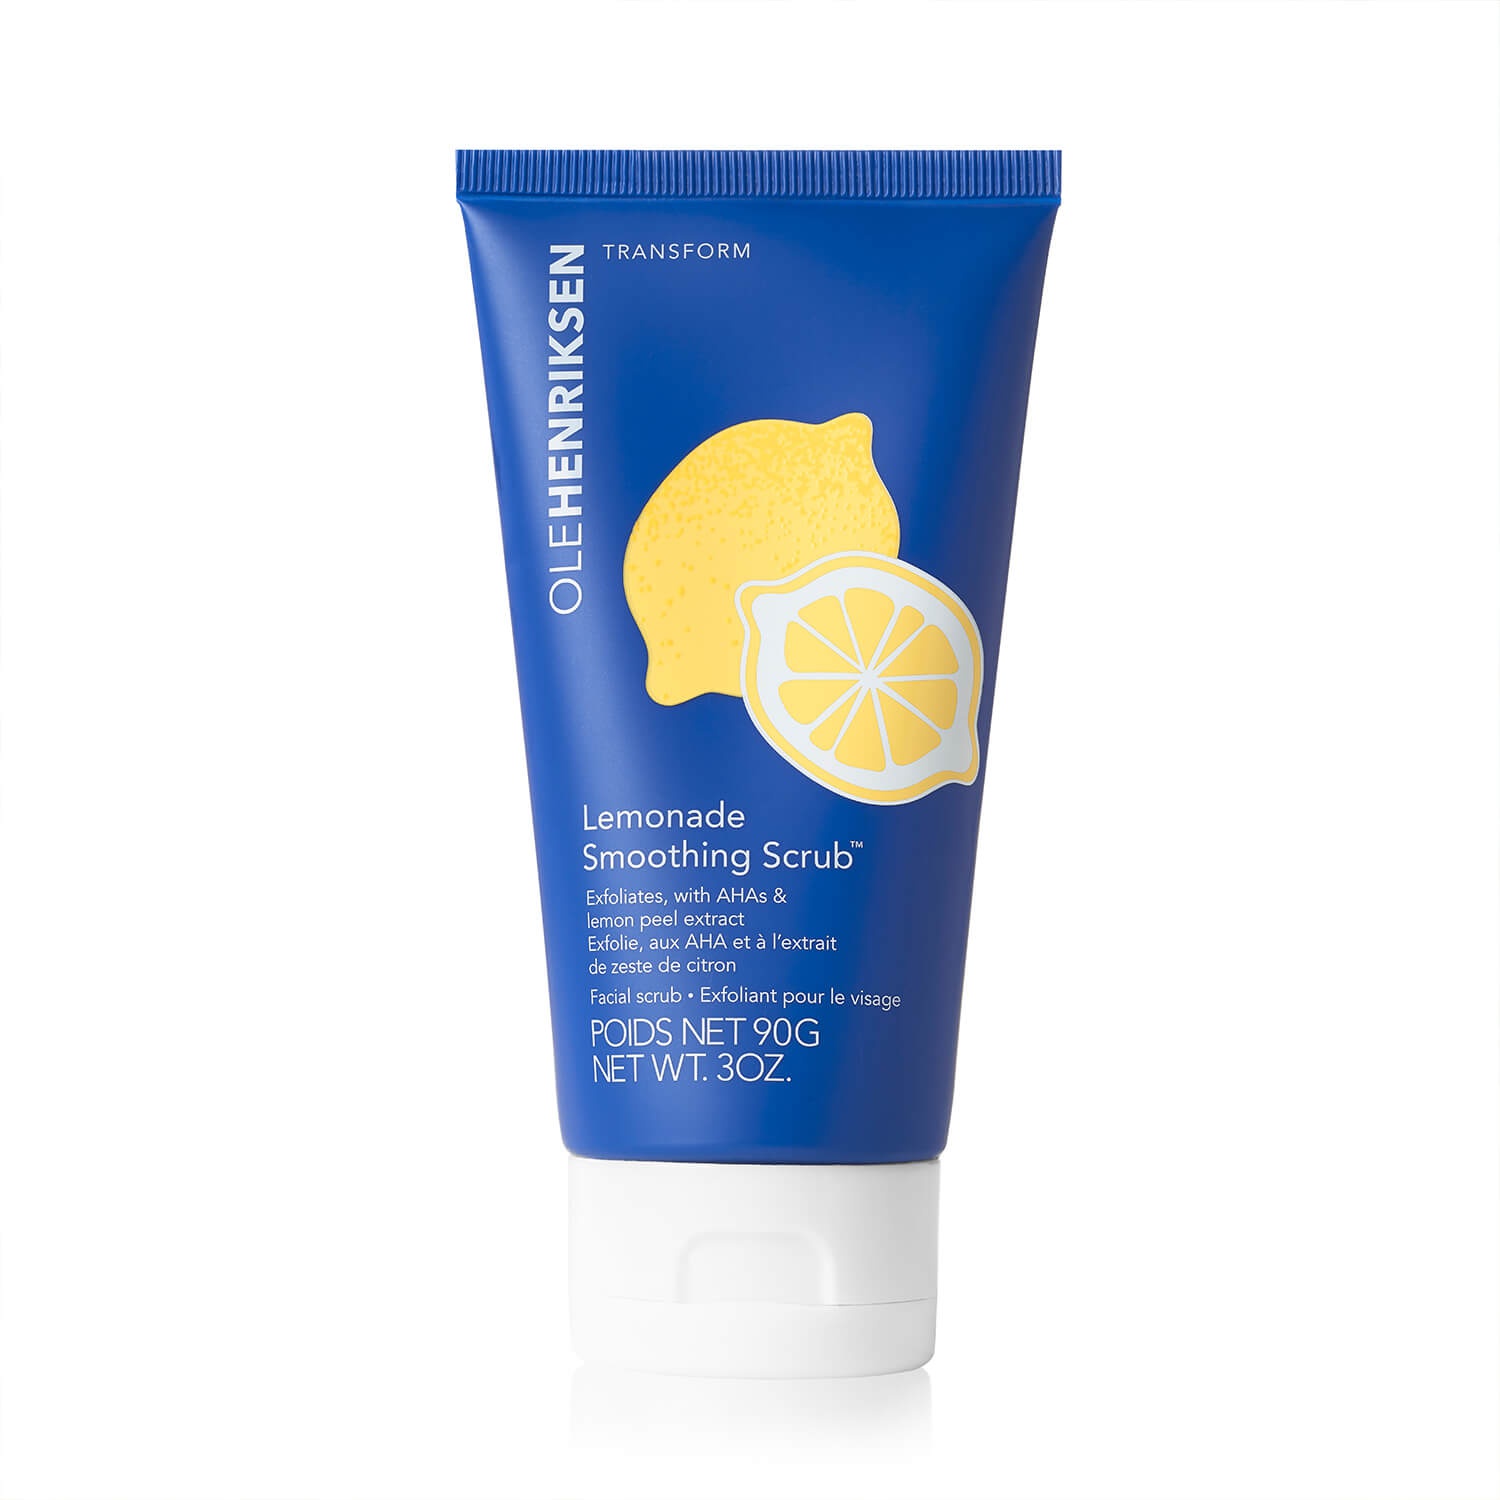 OLEHENRIKSEN
TRANSFORM
Lemonade
Smoothing Scrub™
Exfoliates, with AHAs &
lemon peel extract
Exfolie, aux AHA et à l'extrait
de zeste de citron
Facial scrub • Exfoliant pour le visage
POIDS NET 90G
NET WT. 3OZ.